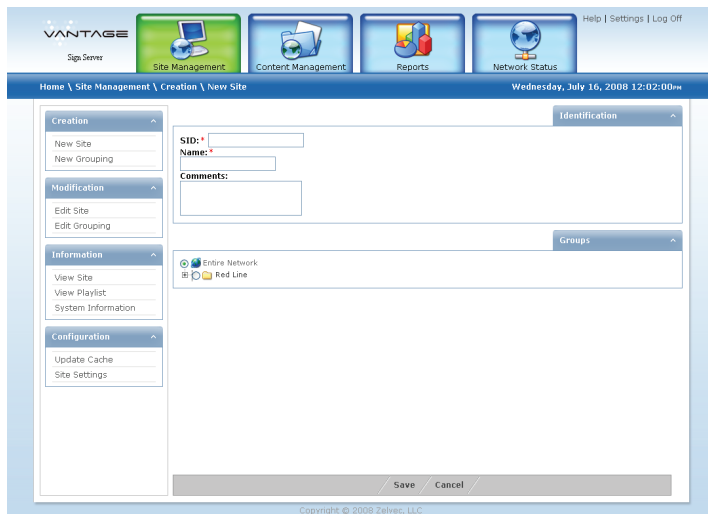 VANTAGE
Sign Server
Site Management
Content Management
Reports
Network Status
Help | Settings | Log Off
Home \ Site Management \ Creation \ New Site
Wednesday, July 16, 2008 12:02:00PM
Creation
New Site
New Grouping
Modification
Edit Site
Edit Grouping
Information
View Site
View Playlist
System Information
Configuration
Update Cache
Site Settings
Identification
SID: *
Name: *
Comments:
Groups
Entire Network
Red Line
Save
Cancel
Copyright © 2008 Zelvec, LLC